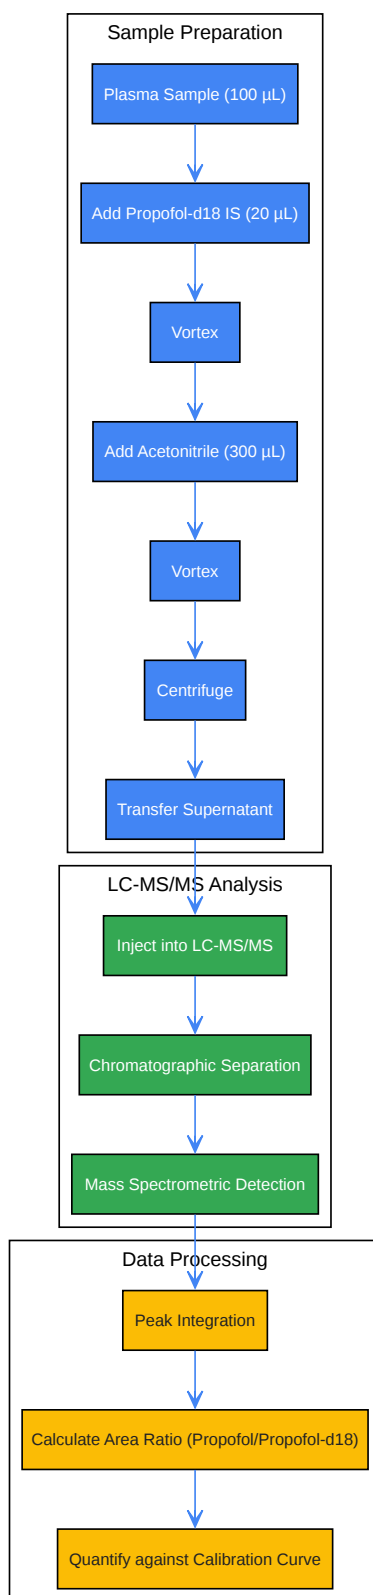 Sample Preparation
Plasma Sample (100 µL)
Add Propofol-d18 IS (20 µL)
Vortex
Add Acetonitrile (300 µL)
Vortex
Centrifuge
Transfer Supernatant
LC-MS/MS Analysis
Inject into LC-MS/MS
Chromatographic Separation
Mass Spectrometric Detection
Data Processing
Peak Integration
Calculate Area Ratio (Propofol/Propofol-d18)
Quantify against Calibration Curve